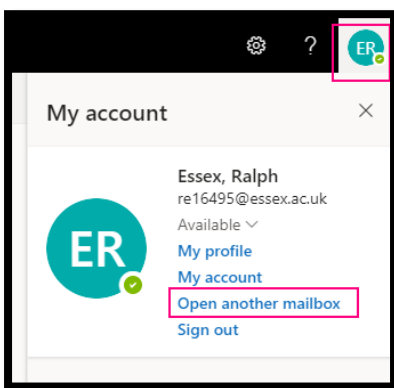 ?
ER
My account
Essex, Ralph
re16495@essex.ac.uk
Available
ER
My profile
My account
Open another mailbox
Sign out